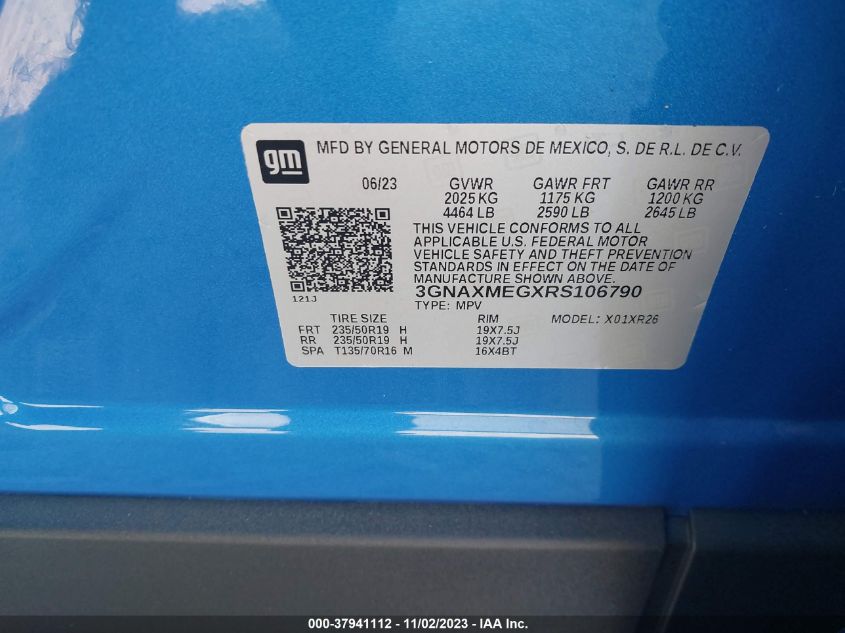 gm MFD BY GENERAL MOTORS DE MEXICO, S. DE R.L. DE C.V.
06/23 GVWR GAWR FRT GAWR RR
2025 KG 1175 KG 1200 KG
4464 LB 2590 LB 2645 LB
THIS VEHICLE CONFORMS TO ALL
APPLICABLE U.S. FEDERAL MOTOR
VEHICLE SAFETY AND THEFT PREVENTION
STANDARDS IN EFFECT ON THE DATE OF
MANUFACTURE SHOWN ABOVE.
121J 3GNAXMEGXRS106790
TYPE: MPV
TIRE SIZE RIM MODEL: X01XR26
FRT 235/50R19 H 19X7.5J
RR 235/50R19 H 19X7.5J
SPA T135/70R16 M 16X4BT
000-37941112 - 11/02/2023 - IAA Inc.